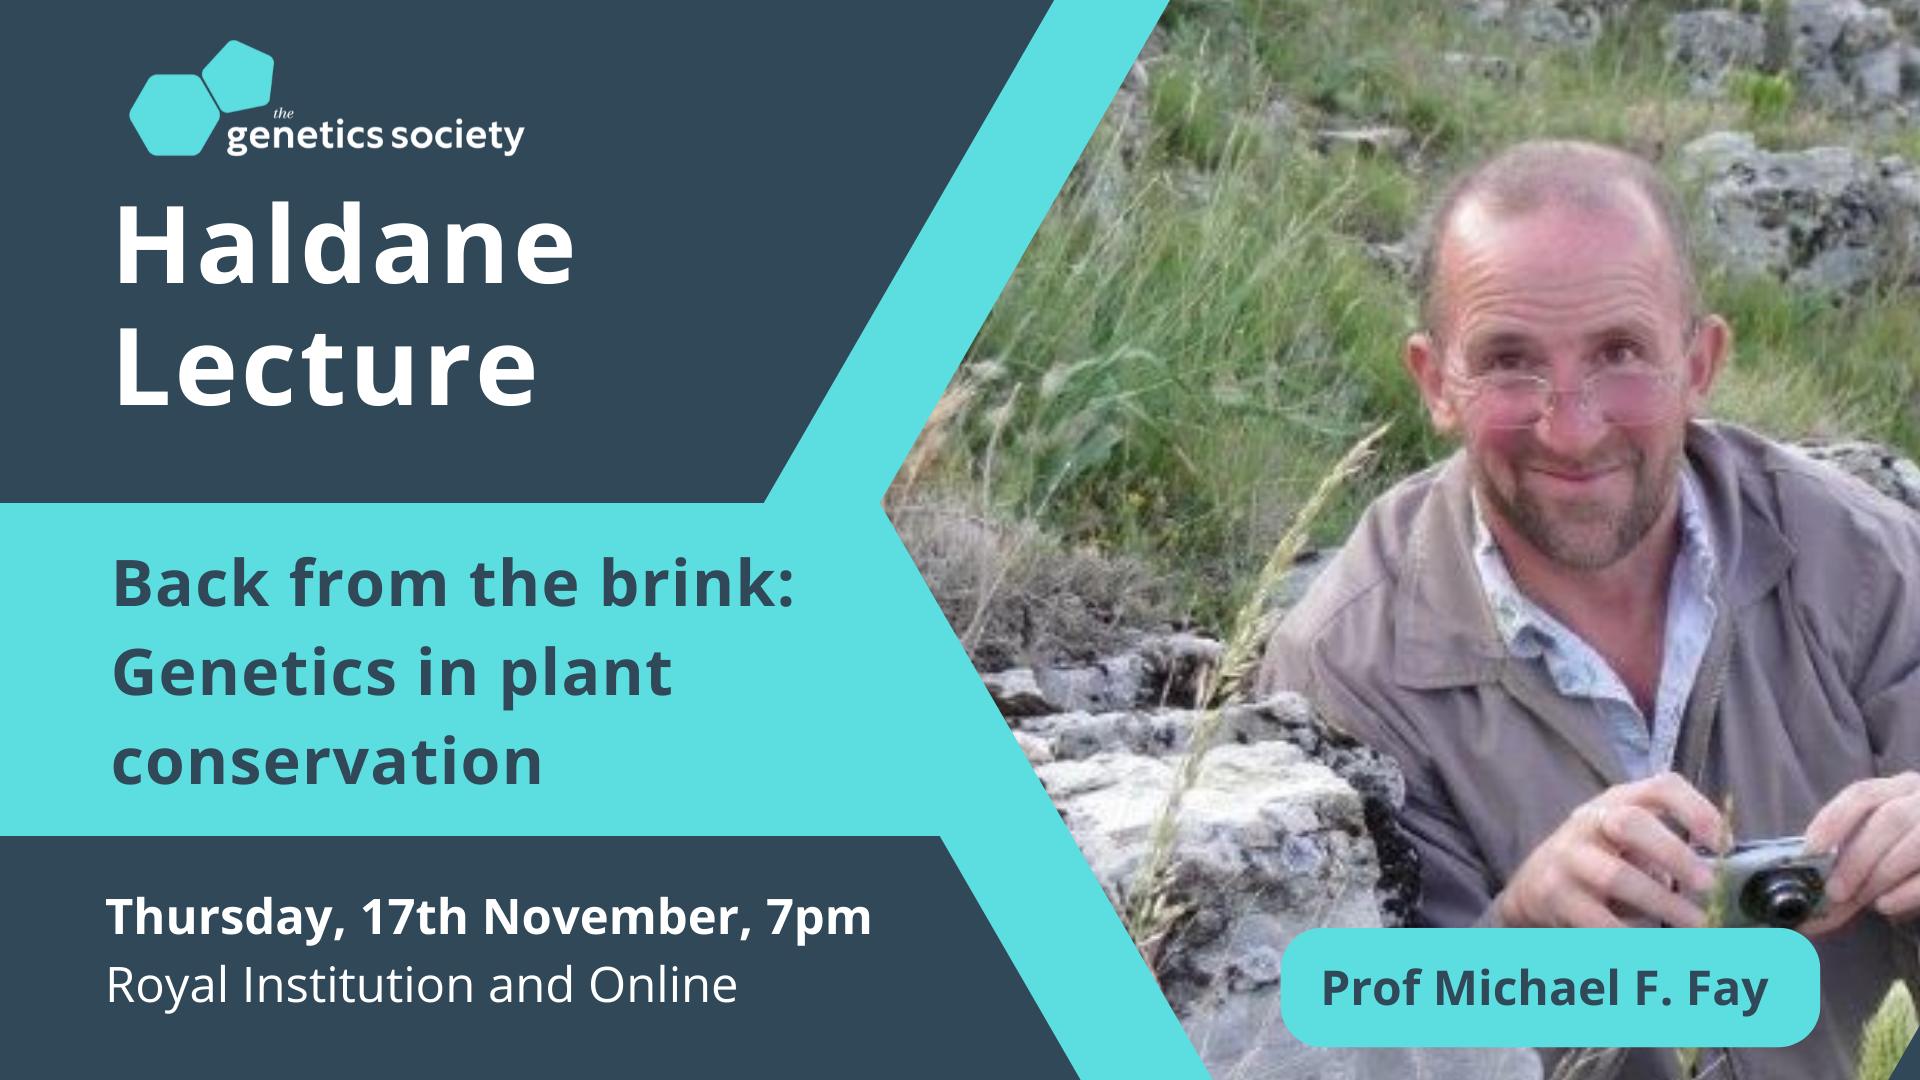 the
genetics society
Haldane
Lecture
Back from the brink:
Genetics in plant
conservation
Thursday, 17th November, 7pm
Royal Institution and Online
Prof Michael F. Fay